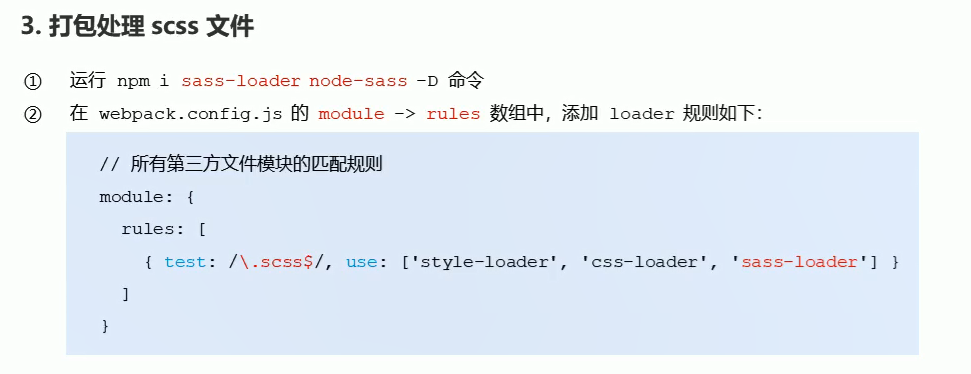 3. 打包处理 scss 文件
① 运行 npm i sass-loader node-sass -D 命令
② 在 webpack.config.js 的 module -> rules 数组中，添加 loader 规则如下：
// 所有第三方文件模块的匹配规则
module: {
  rules: [
    { test: /\.scss$/, use: ['style-loader', 'css-loader', 'sass-loader'] }
  ]
}